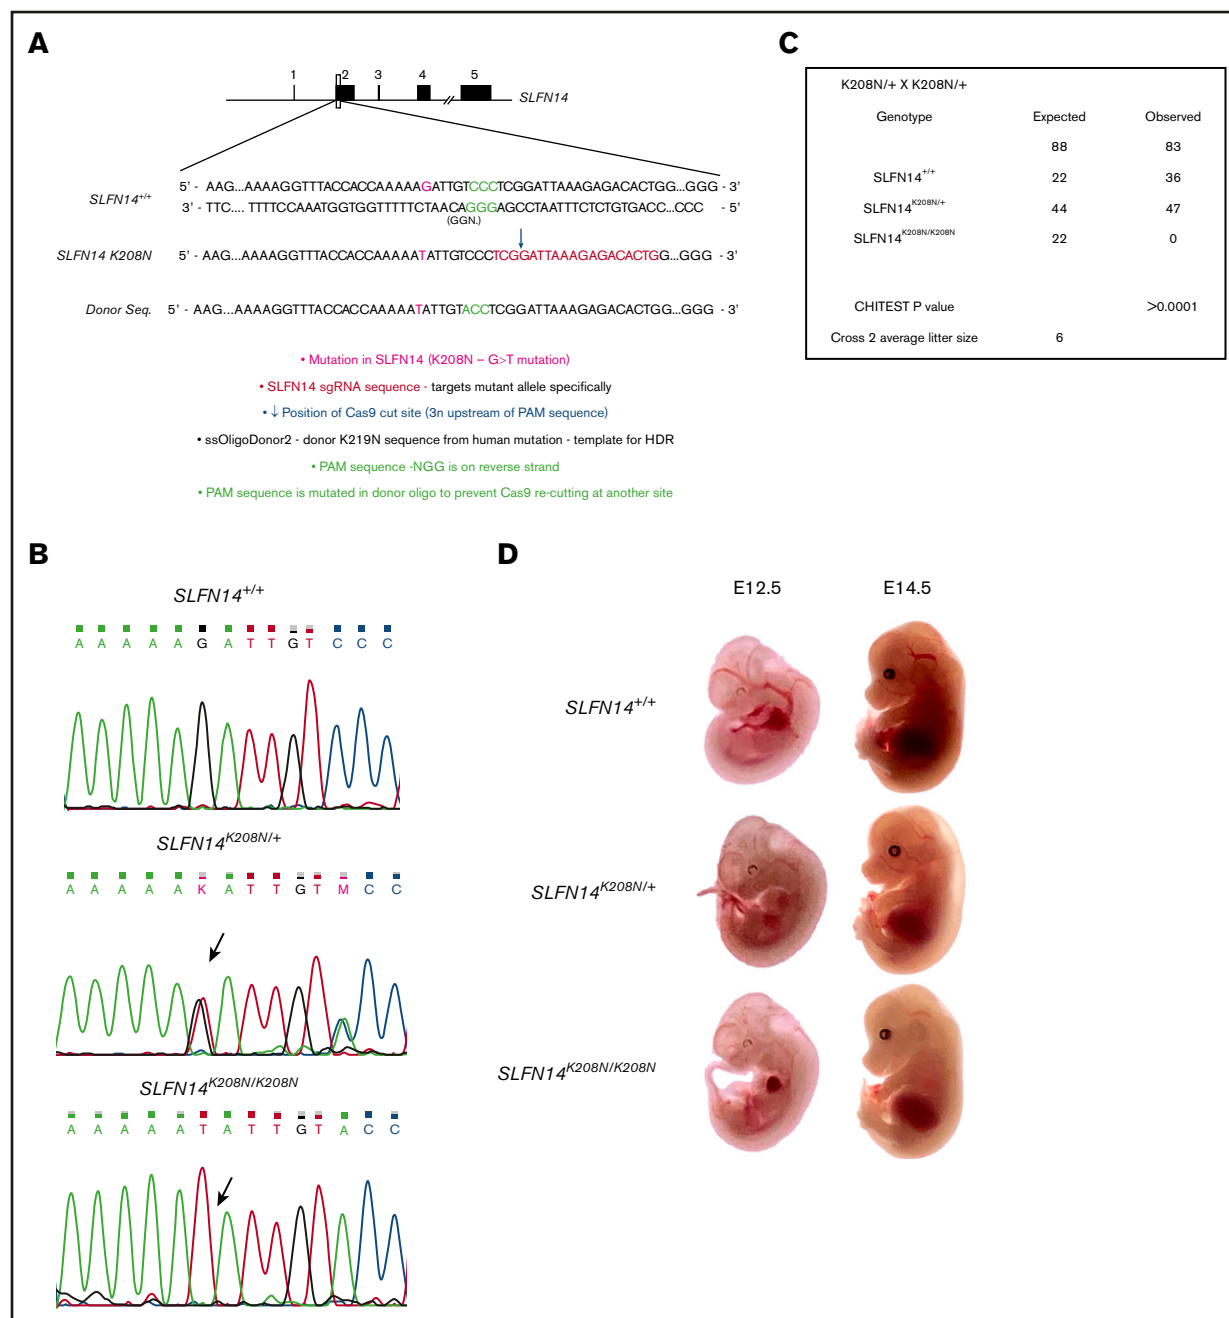 A
1 2 3 4 5
SLFN14
SLFN14+/+
5' - AAG...AAAAGGTTTACCACCAAAAAGATTGTCCCTCGGATTAAAGAGACACTGG...GGG - 3'
3' - TTC.... TTTTCCAAATGGTGGTTTTTCTAACAGGGAGCCTAATTTCTCTGTGACC...CCC - 5'
(GGN.)
SLFN14 K208N 5' - AAG...AAAAGGTTTACCACCAAAAATATTGTCCCTCGGATTAAAGAGACACTGG...GGG - 3'
Donor Seq. 5' - AAG...AAAAGGTTTACCACCAAAAATATTGTACCTCGGATTAAAGAGACACTGG...GGG - 3'
• Mutation in SLFN14 (K208N – G>T mutation)
• SLFN14 sgRNA sequence - targets mutant allele specifically
• ↓ Position of Cas9 cut site (3n upstream of PAM sequence)
• ssOligoDonor2 - donor K219N sequence from human mutation - template for HDR
• PAM sequence -NGG is on reverse strand
• PAM sequence is mutated in donor oligo to prevent Cas9 re-cutting at another site
C
K208N/+ X K208N/+
Genotype Expected Observed
88 83
SLFN14+/+ 22 36
SLFN14K208N/+ 44 47
SLFN14K208N/K208N 22 0
CHITEST P value >0.0001
Cross 2 average litter size 6
B
SLFN14+/+
A A A A A G A T T G T C C C
SLFN14K208N/+
A A A A A K A T T G T M C C
SLFN14K208N/K208N
A A A A A T A T T G T A C C
D
E12.5 E14.5
SLFN14+/+
SLFN14K208N/+
SLFN14K208N/K208N